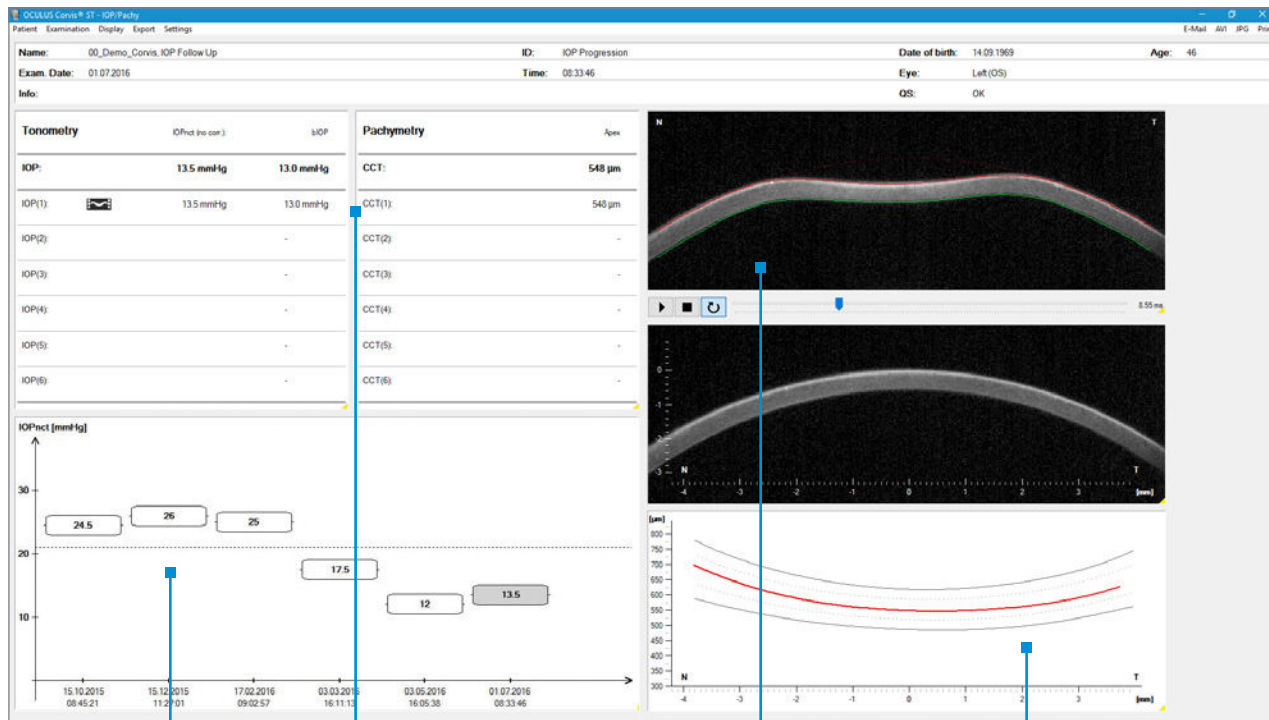 OCULUS Corvis® ST - IOP/Pachy
Patient Examination Display Export Settings E-Mail AVI JPG Print
Name: 00_Demo_Corvis, IOP Follow Up ID: IOP Progression Date of birth: 14.09.1969 Age: 46
Exam. Date: 01.07.2016 Time: 08:33:46 Eye: Left (OS)
Info: QS: OK
Tonometry IOPnct (no corr.): bIOP
IOP: 13.5 mmHg 13.0 mmHg
IOP(1): 13.5 mmHg 13.0 mmHg
IOP(2): -
IOP(3): -
IOP(4): -
IOP(5): -
IOP(6): -
Pachymetry Apex
CCT: 548 µm
CCT(1): 548 µm
CCT(2): -
CCT(3): -
CCT(4): -
CCT(5): -
CCT(6): -
N T
8.55 ms
0
-1
-2
-3
N T
-4 -3 -2 -1 0 1 2 3 [mm]
IOPnct [mmHg]
30
20
10
24.5 26 25 17.5 12 13.5
15.10.2015 15.12.2015 17.02.2016 03.03.2016 03.05.2016 01.07.2016
08:45:21 11:27:01 09:02:57 16:11:13 16:05:38 08:33:46
[µm]
800
750
700
650
600
550
500
450
400
350
300
N T
-4 -3 -2 -1 0 1 2 3 [mm]